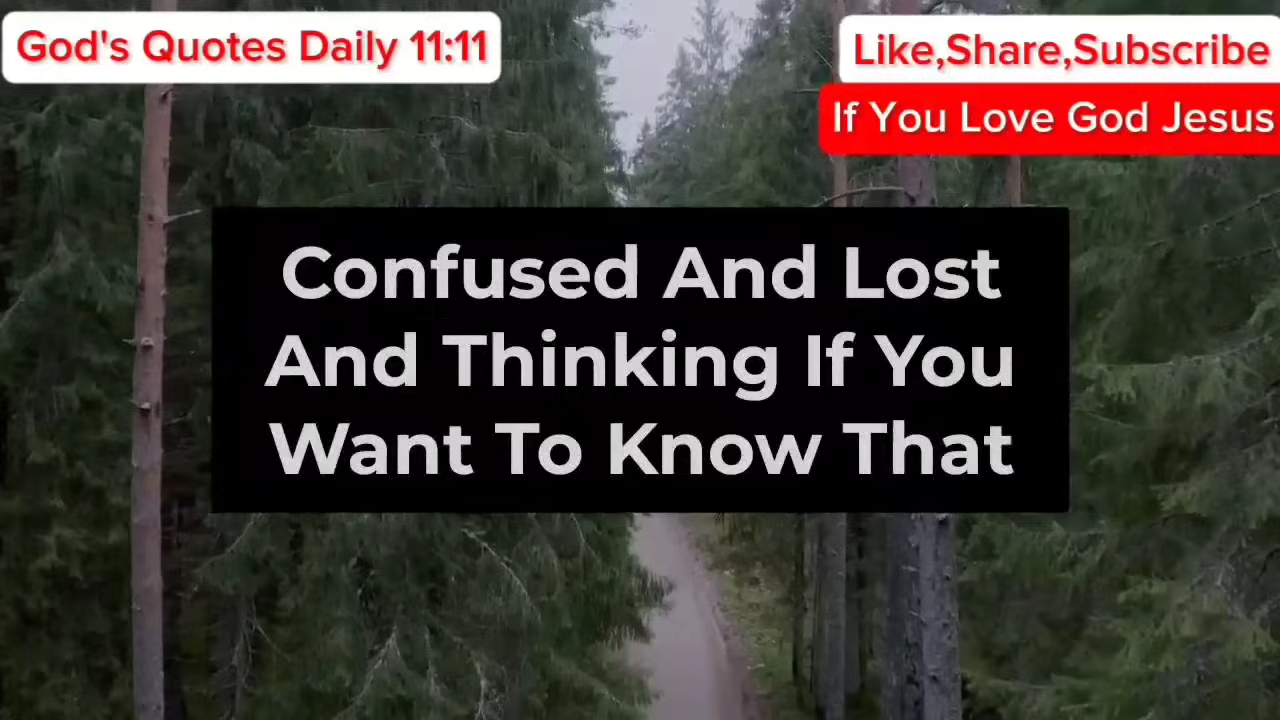 God's Quotes Daily 11:11
Like,Share,Subscribe
If You Love God Jesus
Confused And Lost
And Thinking If You
Want To Know That